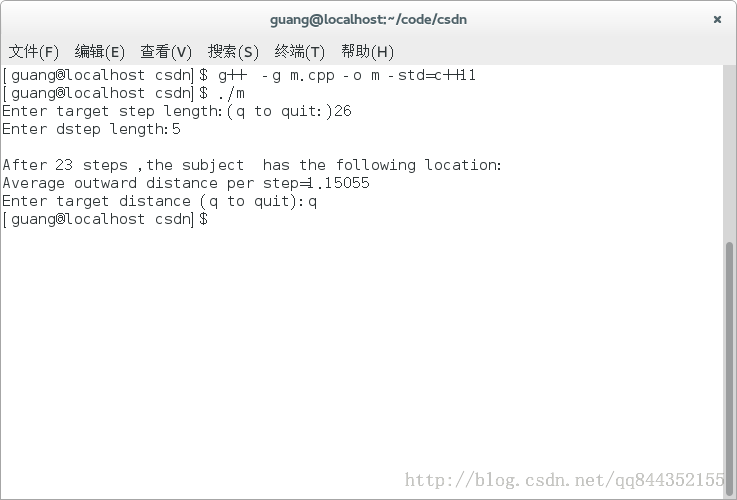 guang@localhost:~/code/csdn
文件(F) 编辑(E) 查看(V) 搜索(S) 终端(T) 帮助(H)
[guang@localhost csdn]$ g++  -g m.cpp -o m -std=c++11
[guang@localhost csdn]$ ./m
Enter target step length:(q to quit:)26
Enter dstep length:5
After 23 steps ,the subject  has the following location:
Average outward distance per step=1.15055
Enter target distance (q to quit):q
[guang@localhost csdn]$
http://blog.csdn.net/qq844352155